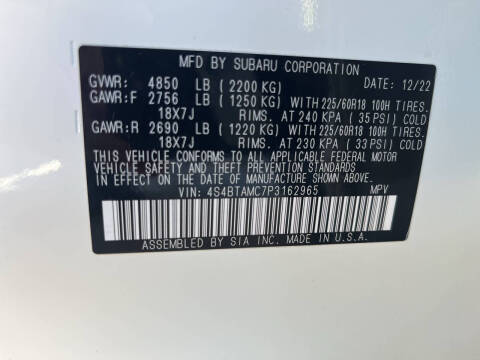 MFD BY SUBARU CORPORATION
GVWR: 4850 LB ( 2200 KG) DATE: 12/22
GAWR:F 2756 LB ( 1250 KG) WITH 225/60R18 100H TIRES.
18X7J RIMS. AT 240 KPA ( 35 PSI) COLD
GAWR:R 2690 LB ( 1220 KG) WITH 225/60R18 100H TIRES.
18X7J RIMS. AT 230 KPA ( 33 PSI) COLD
THIS VEHICLE CONFORMS TO ALL APPLICABLE FEDERAL MOTOR
VEHICLE SAFETY AND THEFT PREVENTION STANDARDS
IN EFFECT ON THE DATE OF MANUFACTURE SHOWN ABOVE.
VIN: 4S4BTAMC7P3162965 MPV
ASSEMBLED BY SIA INC. MADE IN U.S.A.